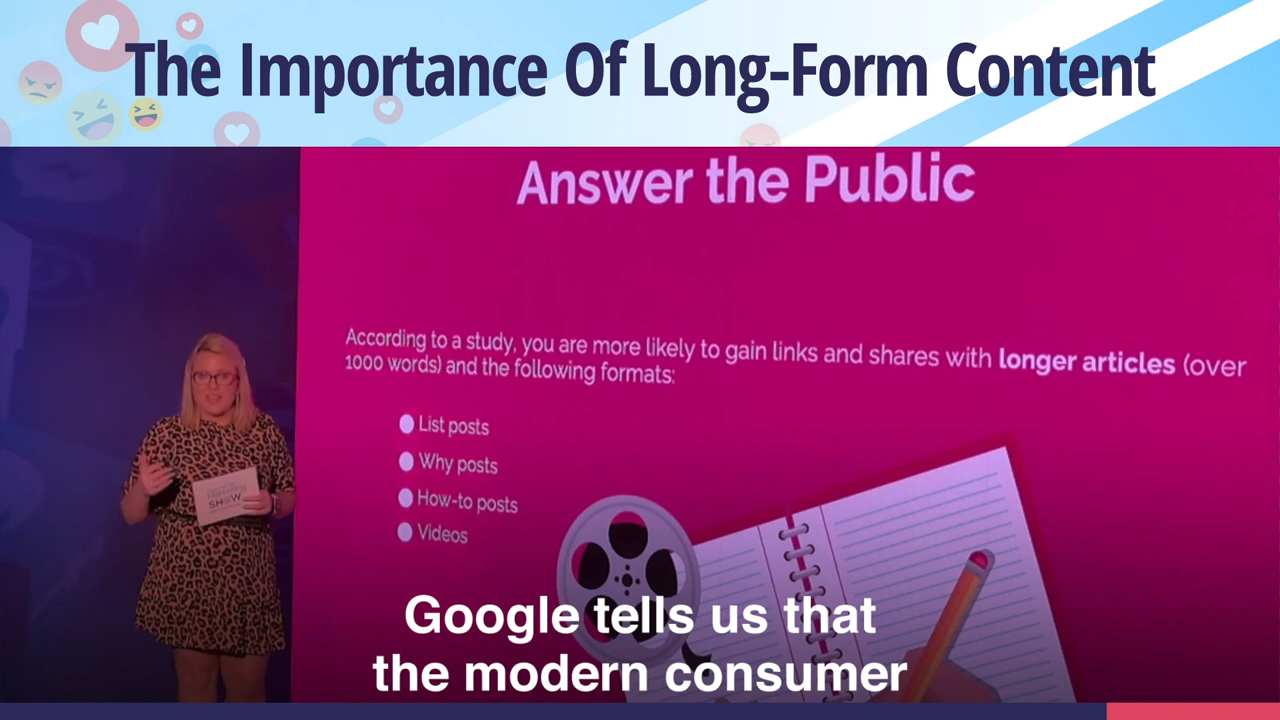 The Importance Of Long-Form Content
Answer the Public
According to a study, you are more likely to gain links and shares with longer articles (over
1000 words) and the following formats:
List posts
Why posts
How-to posts
Videos
SHOW
Google tells us that
the modern consumer